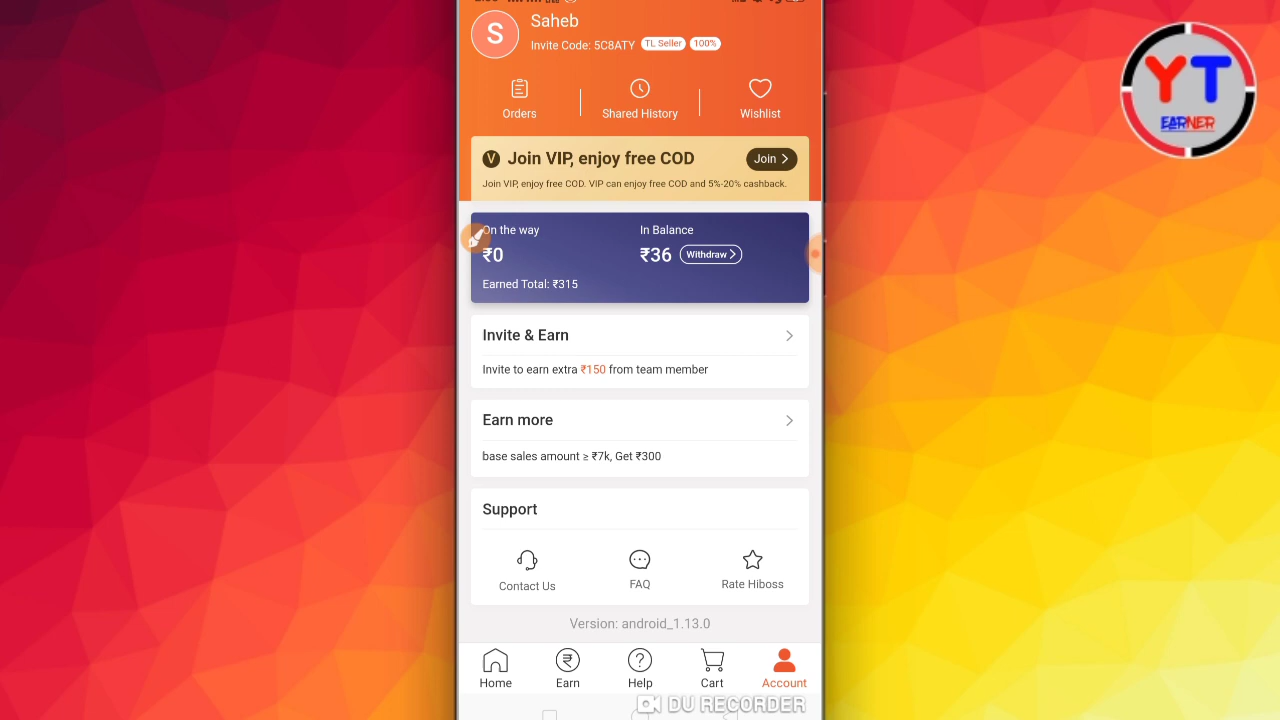 Saheb
S
Invite Code: 5C8ATY TL Seller 100%
Orders Shared History Wishlist
V Join VIP, enjoy free COD Join
Join VIP, enjoy free COD. VIP can enjoy free COD and 5%-20% cashback.
On the way In Balance
₹0 ₹36 Withdraw
Earned Total: ₹315
Invite & Earn
Invite to earn extra ₹150 from team member
Earn more
base sales amount ≥ ₹7k, Get ₹300
Support
Contact Us FAQ Rate Hiboss
Version: android_1.13.0
Home Earn Help Cart Account
DU RECORDER
YT
EARNER